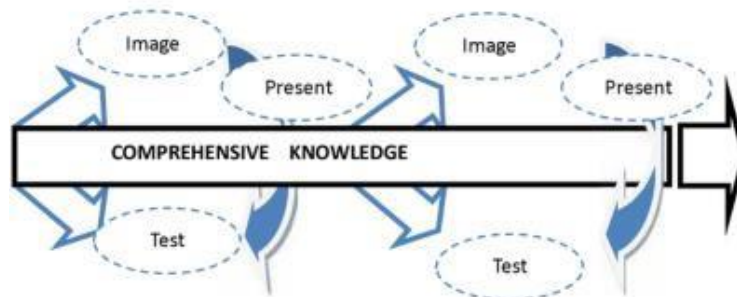 Image
Image
Present
Present
COMPREHENSIVE KNOWLEDGE
Test
Test